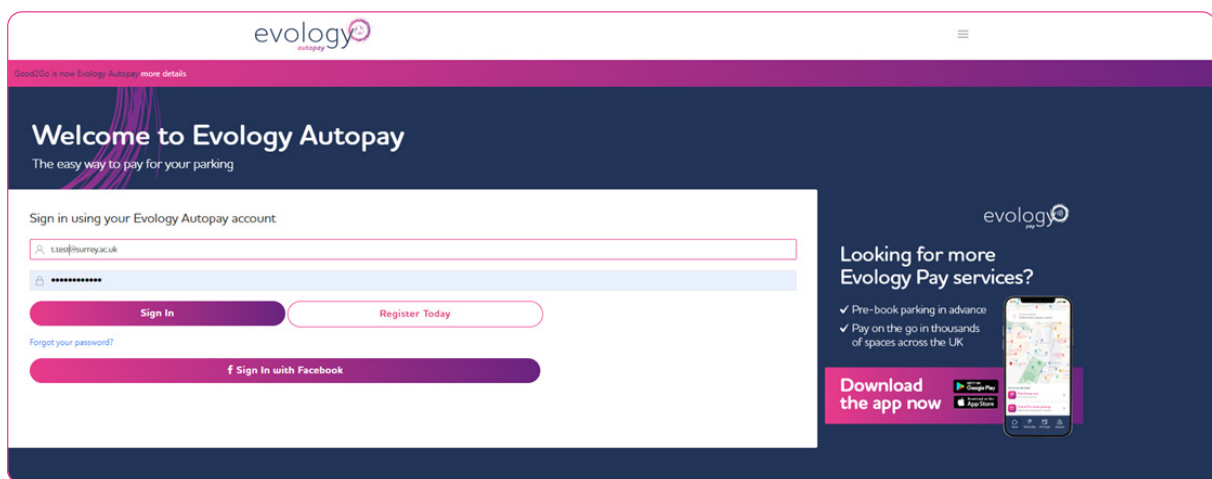 evology
autopay
Good2Go is now Evology Autopay more details
Welcome to Evology Autopay
The easy way to pay for your parking
Sign in using your Evology Autopay account
t.test@surrey.ac.uk
••••••••••••
Sign In
Register Today
Forgot your password?
f Sign In with Facebook
evology
pay
Looking for more
Evology Pay services?
✓ Pre-book parking in advance
✓ Pay on the go in thousands
of spaces across the UK
Download
the app now
GET IT ON
Google Play
Download on the
App Store